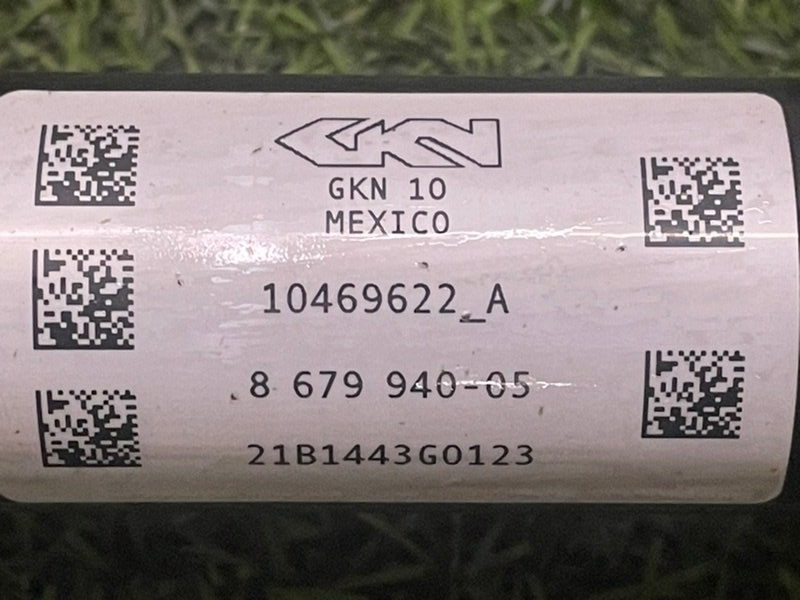 GKN
GKN 10
MEXICO
10469622_A
8 679 940-05
21B1443G0123